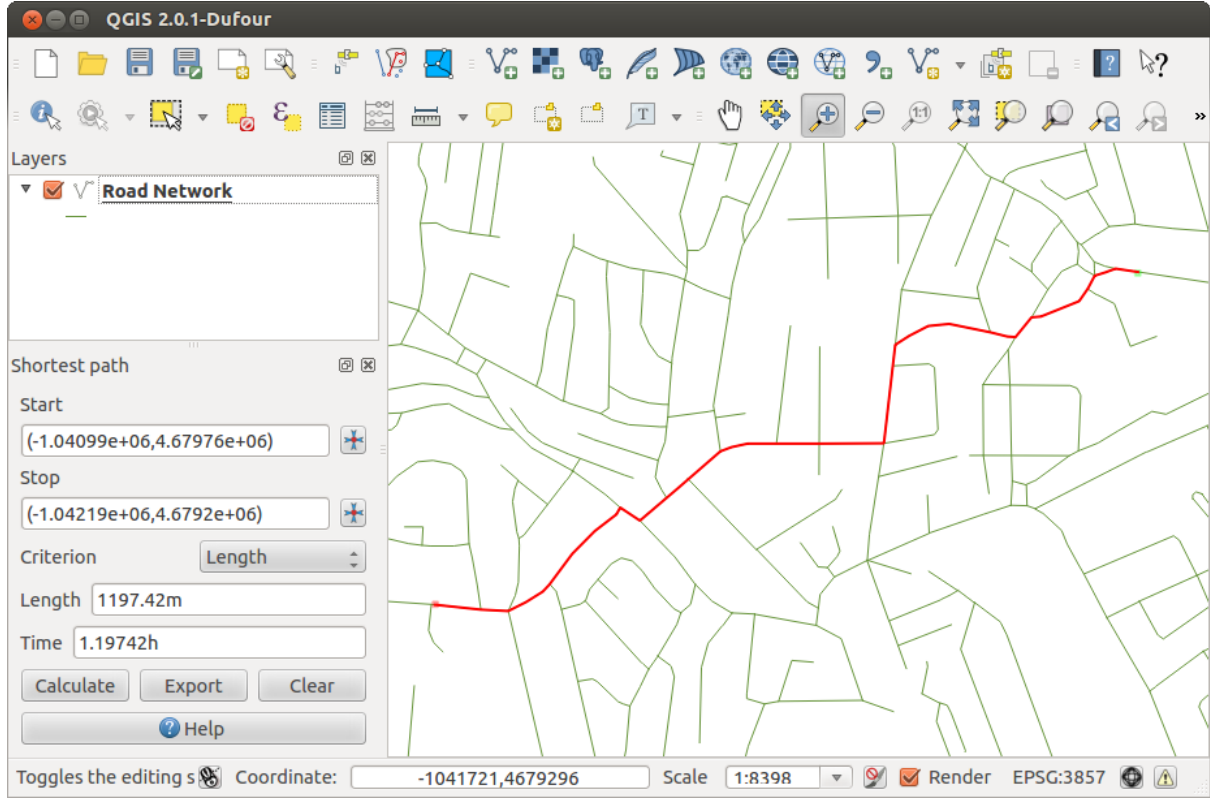 QGIS 2.0.1-Dufour
T
1:1
»
Layers
Road Network
Shortest path
Start
(-1.04099e+06,4.67976e+06)
Stop
(-1.04219e+06,4.6792e+06)
Criterion
Length
Length
1197.42m
Time
1.19742h
Calculate
Export
Clear
Help
Toggles the editing s
Coordinate:
-1041721,4679296
Scale
1:8398
Render
EPSG:3857